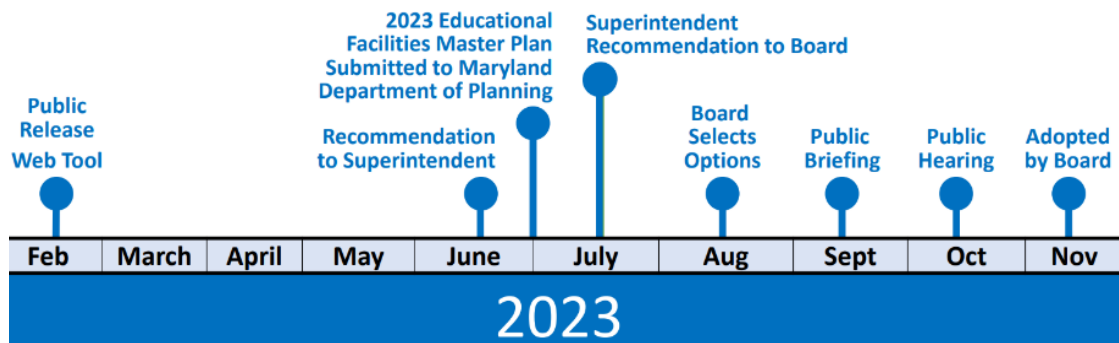 2023 Educational
Facilities Master Plan
Submitted to Maryland
Department of Planning
Superintendent
Recommendation to Board
Public
Release
Web Tool
Recommendation
to Superintendent
Board
Selects
Options
Public
Briefing
Public
Hearing
Adopted
by Board
Feb
March
April
May
June
July
Aug
Sept
Oct
Nov
2023